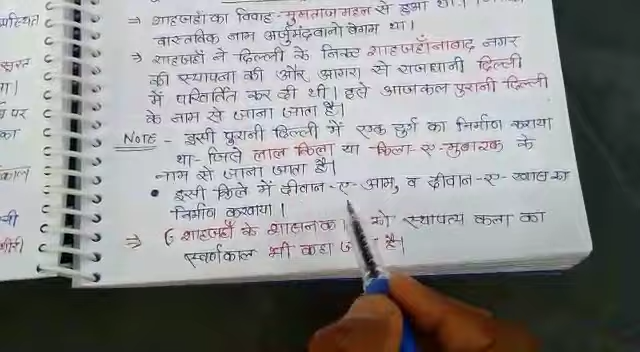 ⇒ शाहजहाँ का विवाह - मुमताज महल से हुआ था।
वास्तविक नाम अर्जुमंदबानो बेगम था।
⇒ शाहजहाँ ने दिल्ली के निकट शाहजहाँनाबाद नगर
की स्थापना की और आगरा से राजधानी दिल्ली
में परिवर्तित कर दी थी। इसे आजकल पुरानी दिल्ली
के नाम से जाना जाता है।
NOTE - इसी पुरानी दिल्ली में एक दुर्ग का निर्माण कराया
था - जिसे लाल किला या किला-ए-मुबारक के
नाम से जाना जाता है।
• इसी किले में दीवान-ए-आम, व दीवान-ए-खास का
निर्माण करवाया।
⇒ शाहजहाँ के शासनक को स्थापत्य कला का
स्वर्णकाल भी कहा ज है।